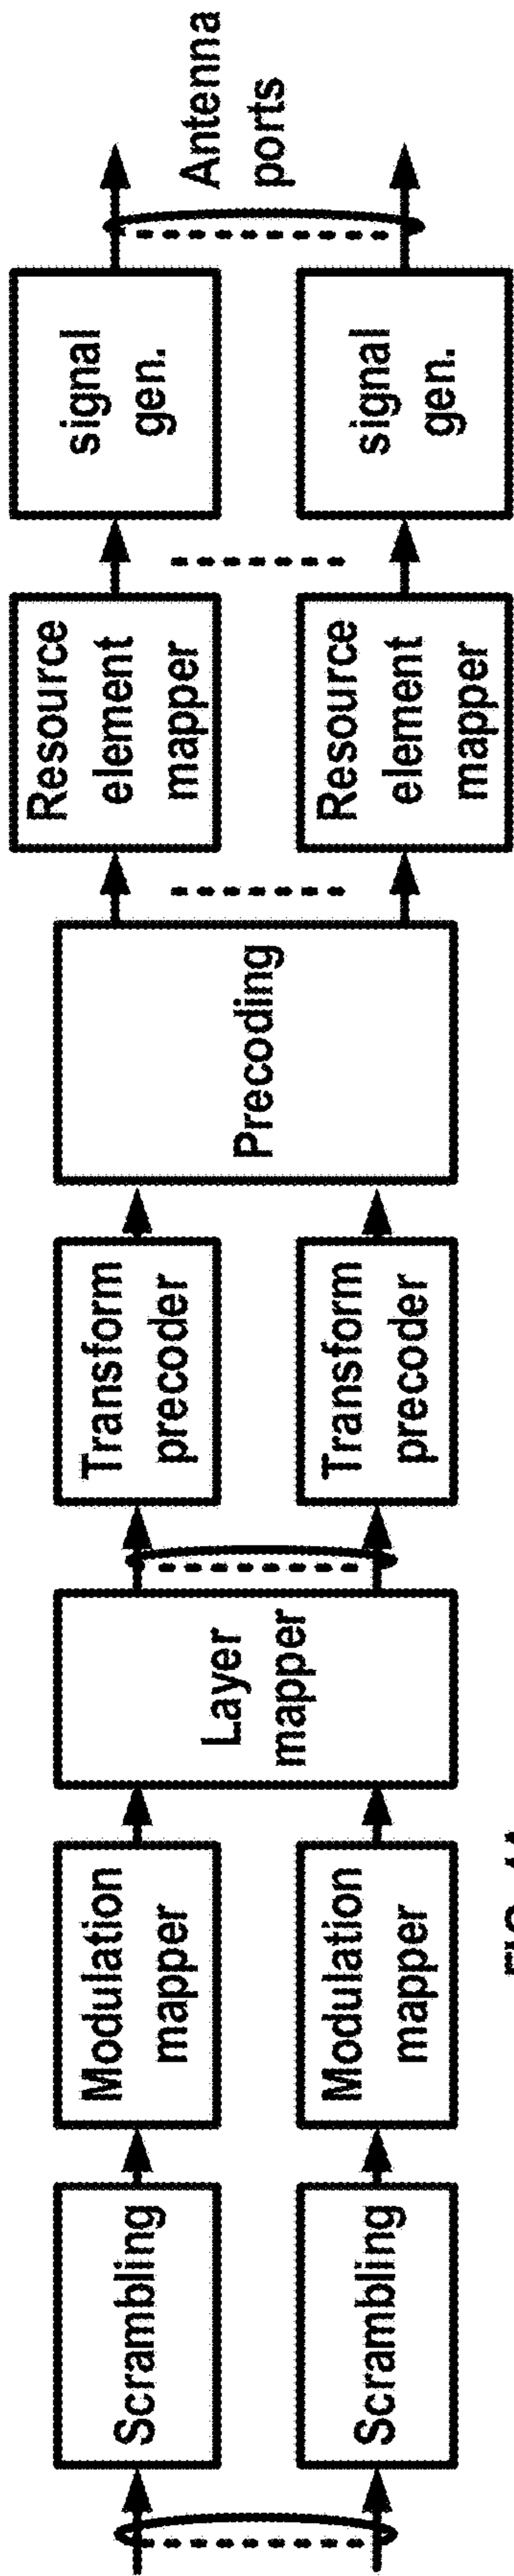 Scrambling
Scrambling
Modulation
mapper
Modulation
mapper
Layer
mapper
Transform
precoder
Transform
precoder
Precoding
Resource
element
mapper
Resource
element
mapper
signal
gen.
signal
gen.
Antenna
ports